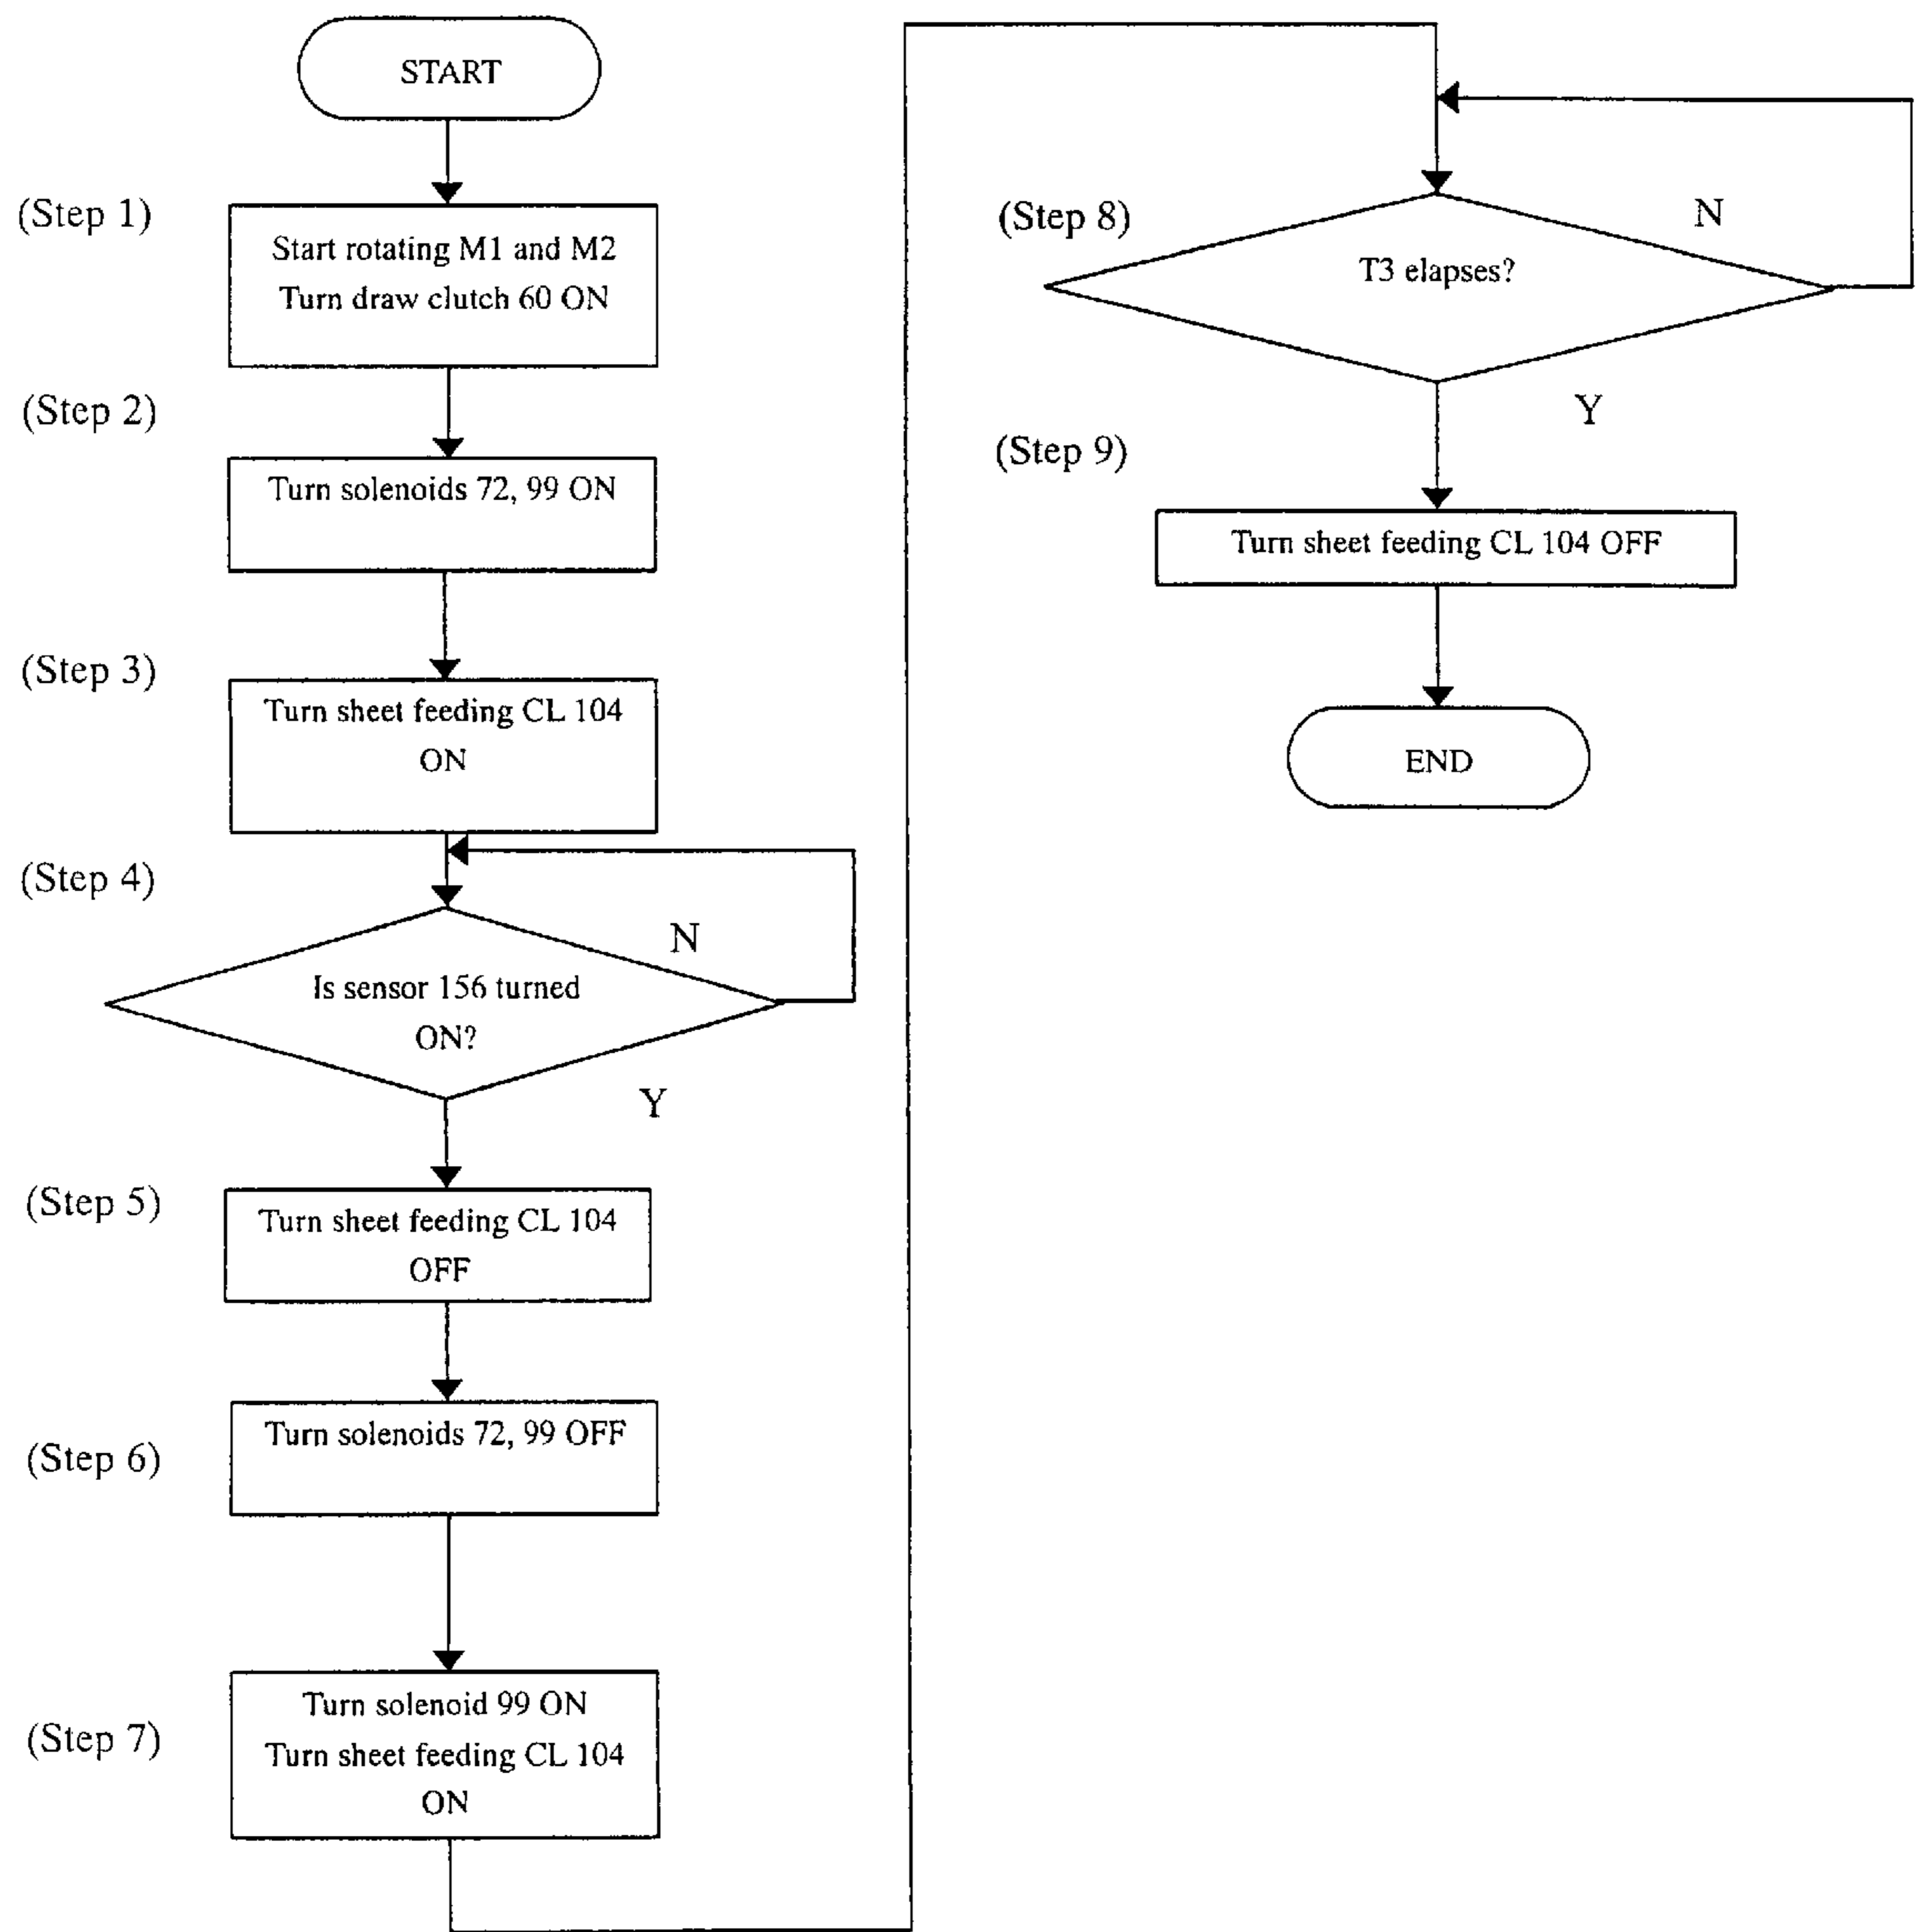 START
(Step 1)
Start rotating M1 and M2
Turn draw clutch 60 ON
(Step 2)
Turn solenoids 72, 99 ON
(Step 3)
Turn sheet feeding CL 104
ON
(Step 4)
N
Is sensor 156 turned
ON?
Y
(Step 5)
Turn sheet feeding CL 104
OFF
(Step 6)
Turn solenoids 72, 99 OFF
(Step 7)
Turn solenoid 99 ON
Turn sheet feeding CL 104
ON
(Step 8)
N
T3 elapses?
Y
(Step 9)
Turn sheet feeding CL 104 OFF
END